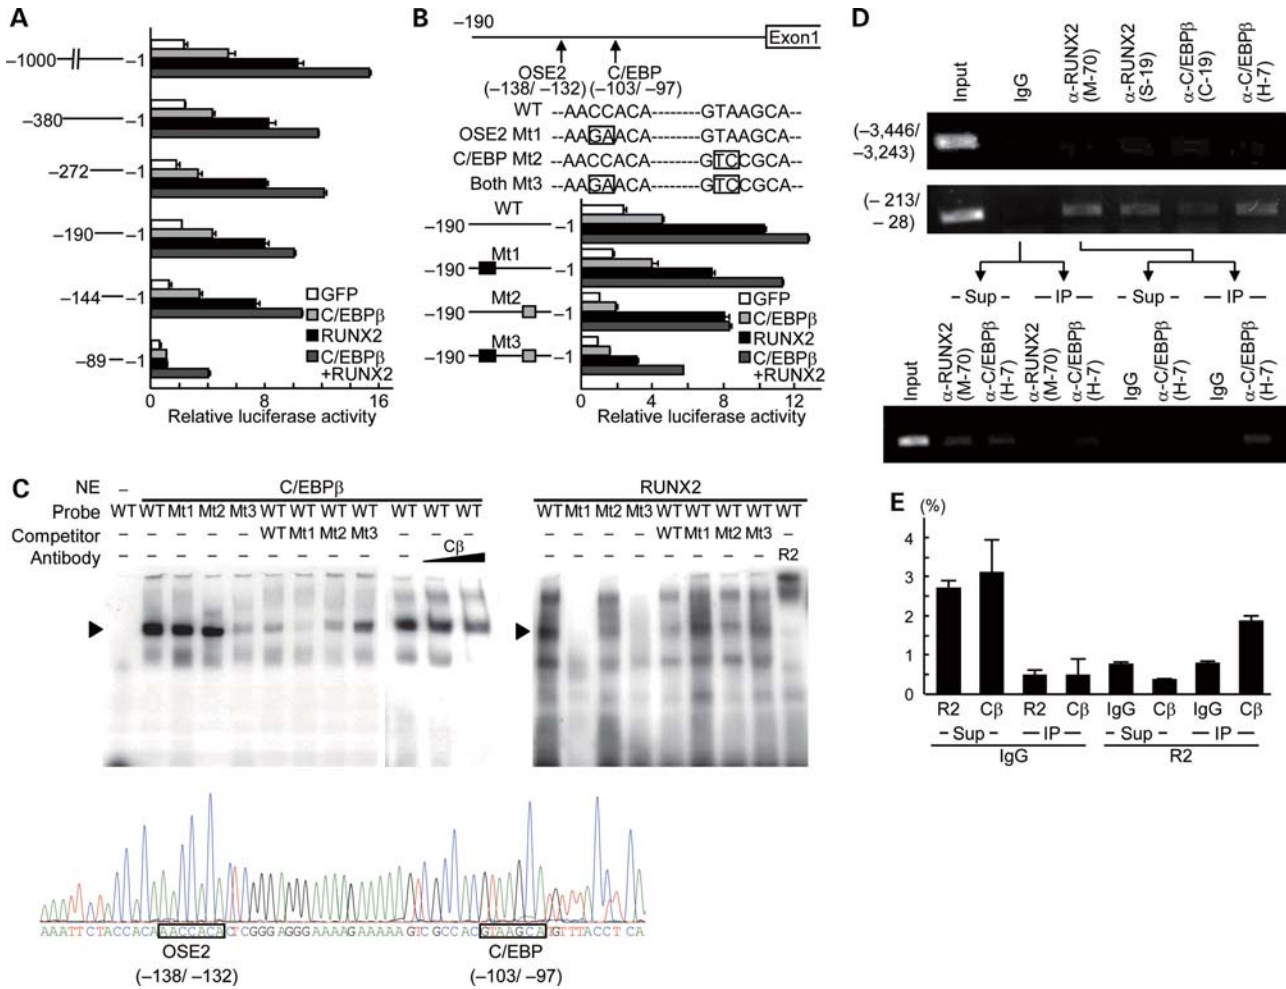 A
–1000 –1
–380 –1
–272 –1
–190 –1
–144 –1
–89 –1
GFP
C/EBPβ
RUNX2
C/EBPβ
+RUNX2
0 8 16
Relative luciferase activity
B
–190
Exon1
OSE2 C/EBP
(–138/ –132) (–103/ –97)
WT --AACCACA--------GTAAGCA--
OSE2 Mt1 --AAGAACA--------GTAAGCA--
C/EBP Mt2 --AACCACA--------GTCCGCA--
Both Mt3 --AAGAACA--------GTCCGCA--
WT
–190 –1
Mt1
–190 –1
Mt2
–190 –1
Mt3
–190 –1
GFP
C/EBPβ
RUNX2
C/EBPβ
+RUNX2
0 4 8 12
Relative luciferase activity
D
Input
IgG
α-RUNX2 (M-70)
α-RUNX2 (S-19)
α-C/EBPβ (C-19)
α-C/EBPβ (H-7)
(–3,446/
–3,243)
(– 213/
– 28)
– Sup – – IP – – Sup – – IP –
Input
α-RUNX2 (M-70)
α-C/EBPβ (H-7)
α-RUNX2 (M-70)
α-C/EBPβ (H-7)
IgG
α-C/EBPβ (H-7)
IgG
α-C/EBPβ (H-7)
C
NE – C/EBPβ RUNX2
Probe WT WT Mt1 Mt2 Mt3 WT WT WT WT WT WT WT WT Mt1 Mt2 Mt3 WT WT WT WT WT
Competitor – – – – – WT Mt1 Mt2 Mt3 – – – – – – – WT Mt1 Mt2 Mt3 –
Antibody – – – – – – – – – – Cβ – – – – – – – – R2
E
(%)
4
3
2
1
0
R2 Cβ R2 Cβ IgG Cβ IgG Cβ
– Sup – – IP – – Sup – – IP –
IgG R2
AAATTCTACCACAAACCACACTCGGGAGGGAAAAGAAAAAGTCGCCACGTAAGCATGTTTACCTCA
OSE2 C/EBP
(–138/ –132) (–103/ –97)